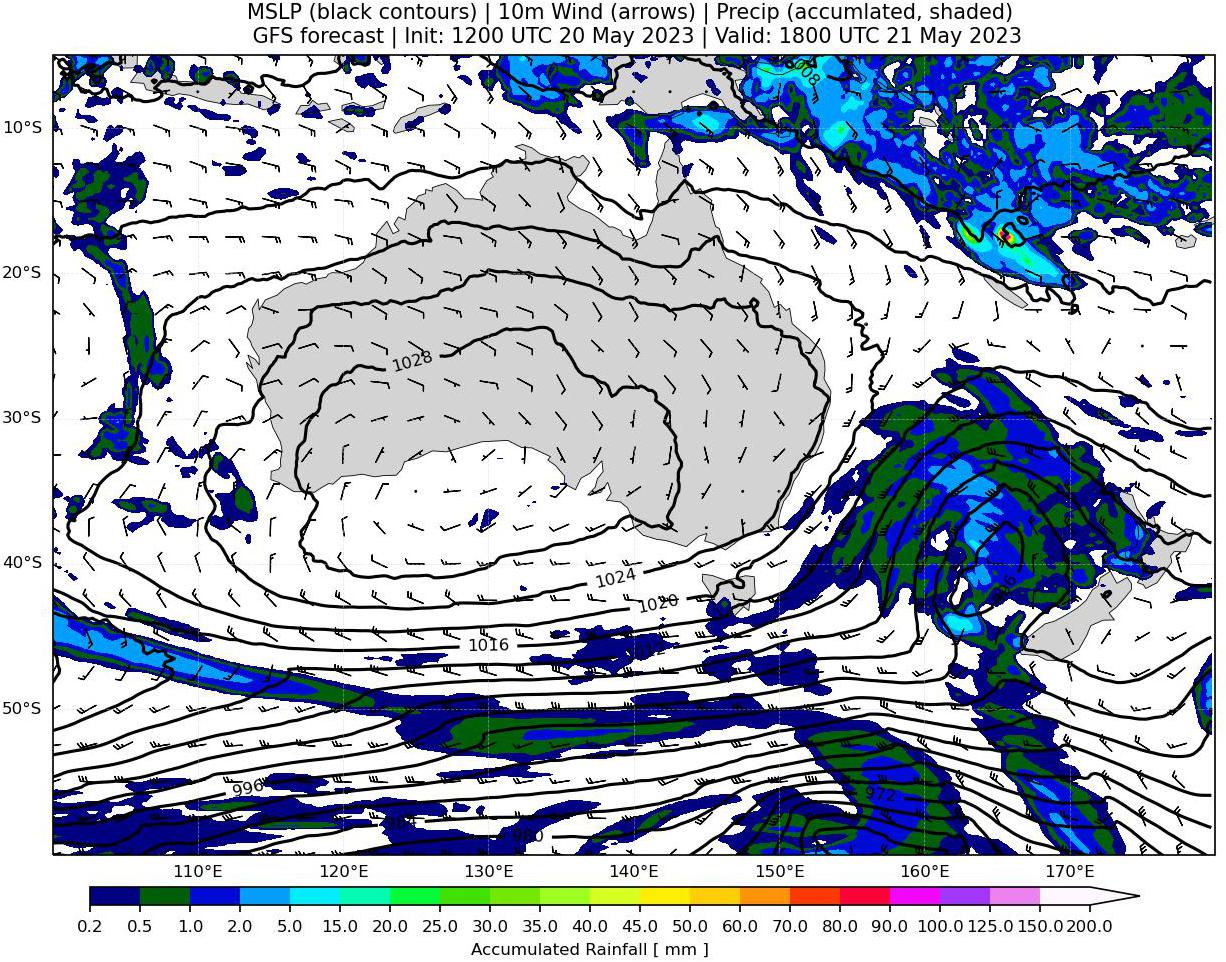 MSLP (black contours) | 10m Wind (arrows) | Precip (accumlated, shaded)
GFS forecast | Init: 1200 UTC 20 May 2023 | Valid: 1800 UTC 21 May 2023
1008
10°S
20°S
1028
30°S
40°S
1024
1020
1016
50°S
996
972
980
110°E 120°E 130°E 140°E 150°E 160°E 170°E
0.2 0.5 1.0 2.0 5.0 15.0 20.0 25.0 30.0 35.0 40.0 45.0 50.0 60.0 70.0 80.0 90.0 100.0 125.0 150.0 200.0
Accumulated Rainfall [ mm ]